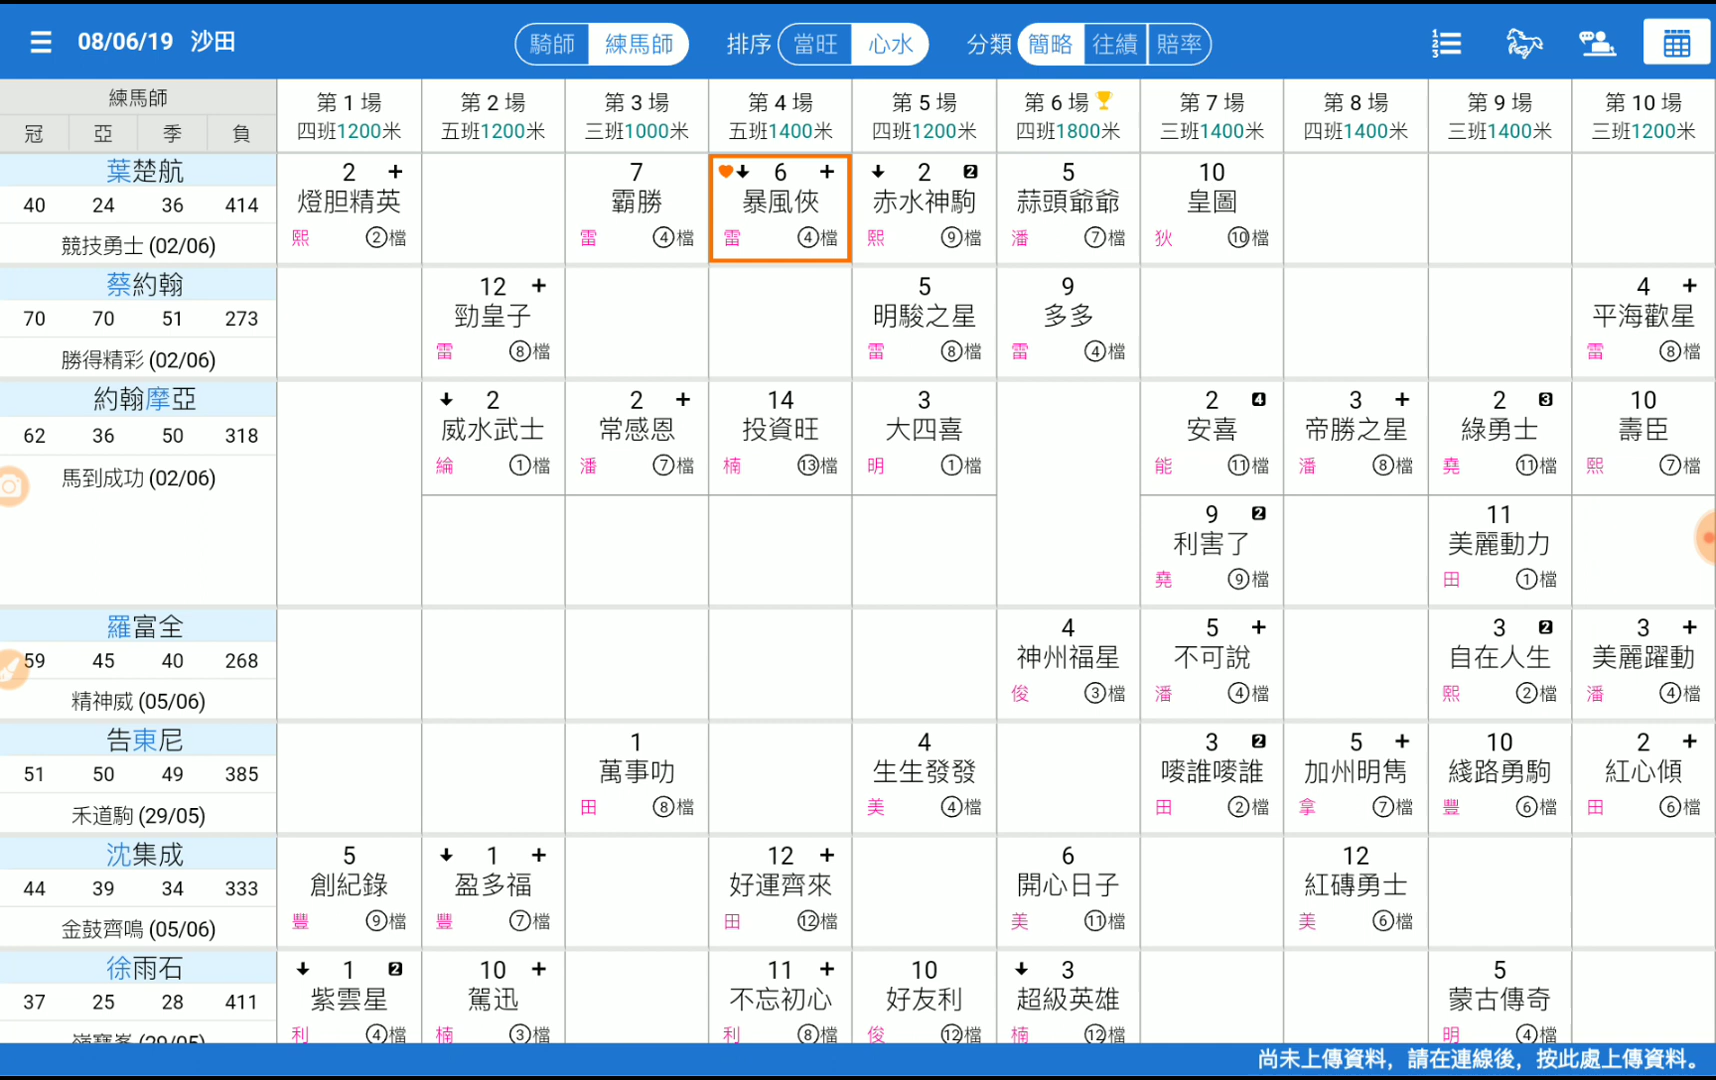 08/06/19 沙田 騎師 練馬師 排序 當旺 心水 分類 簡略 往績 賠率
練馬師 第 1 場 第 2 場 第 3 場 第 4 場 第 5 場 第 6 場 第 7 場 第 8 場 第 9 場 第 10 場
冠 亞 季 負 四班1200米 五班1200米 三班1000米 五班1400米 四班1200米 四班1800米 三班1400米 四班1400米 三班1400米 三班1200米
葉楚航 2 + 7 6 + 2 2 5 10
40 24 36 414 燈胆精英 霸勝 暴風俠 赤水神駒 蒜頭爺爺 皇圖
競技勇士 (02/06) 熙 ②檔 雷 ④檔 雷 ④檔 熙 ⑨檔 潘 ⑦檔 狄 ⑩檔
蔡約翰 12 + 5 9 4 +
70 70 51 273 勁皇子 明駿之星 多多 平海歡星
勝得精彩 (02/06) 雷 ⑧檔 雷 ⑧檔 雷 ④檔 雷 ⑧檔
約翰摩亞 2 2 + 14 3 2 4 3 + 2 3 10
62 36 50 318 威水武士 常感恩 投資旺 大四喜 安喜 帝勝之星 綠勇士 壽臣
馬到成功 (02/06) 綸 ①檔 潘 ⑦檔 楠 ⑬檔 明 ①檔 能 ⑪檔 潘 ⑧檔 堯 ⑪檔 熙 ⑦檔
9 2 11
利害了 美麗動力
堯 ⑨檔 田 ①檔
羅富全 4 5 + 3 2 3 +
59 45 40 268 神州福星 不可說 自在人生 美麗躍動
精神威 (05/06) 俊 ③檔 潘 ④檔 熙 ②檔 潘 ④檔
告東尼 1 4 3 2 5 + 10 2 +
51 50 49 385 萬事叻 生生發發 嘜誰嘜誰 加州明雋 綫路勇駒 紅心傾
禾道駒 (29/05) 田 ⑧檔 美 ④檔 田 ②檔 拿 ⑦檔 豐 ⑥檔 田 ⑥檔
沈集成 5 1 + 12 + 6 12
44 39 34 333 創紀錄 盈多福 好運齊來 開心日子 紅磚勇士
金鼓齊鳴 (05/06) 豐 ⑨檔 豐 ⑦檔 田 ⑫檔 美 ⑪檔 美 ⑥檔
徐雨石 1 2 10 + 11 + 10 3 5
37 25 28 411 紫雲星 駕迅 不忘初心 好友利 超級英雄 蒙古傳奇
(29/05) 利 ④檔 楠 ③檔 利 ⑧檔 俊 ⑫檔 楠 ⑫檔 明 ④檔
尚未上傳資料，請在連線後，按此處上傳資料。